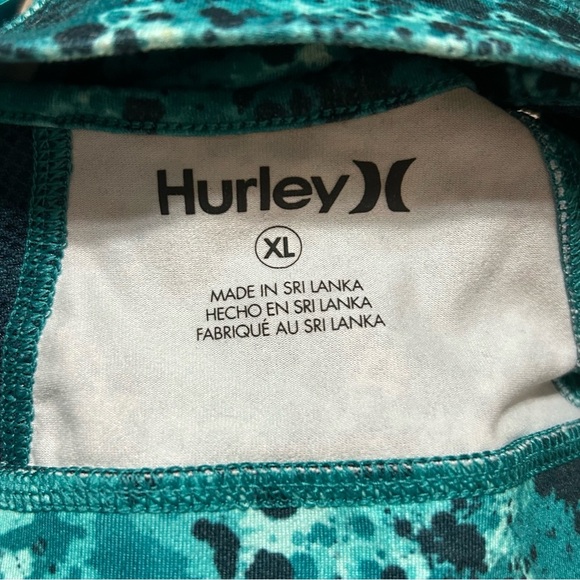 Hurley
XL
MADE IN SRI LANKA
HECHO EN SRI LANKA
FABRIQUÉ AU SRI LANKA